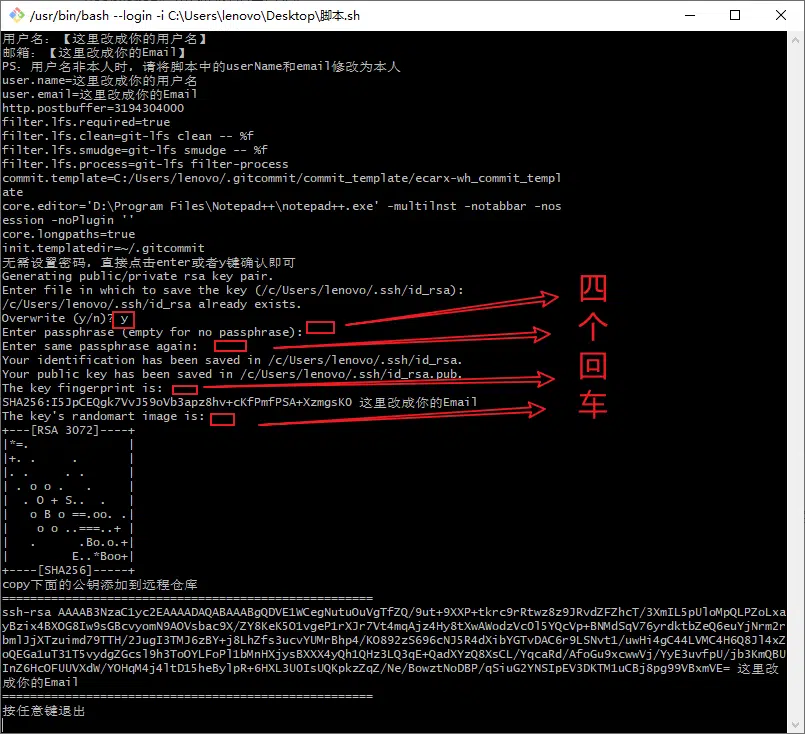 /usr/bin/bash --login -i C:\Users\lenovo\Desktop\脚本.sh
用户名：【这里改成你的用户名】
邮箱：【这里改成你的Email】
PS：用户名非本人时，请将脚本中的userName和email修改为本人
user.name=这里改成你的用户名
user.email=这里改成你的Email
http.postbuffer=3194304000
filter.lfs.required=true
filter.lfs.clean=git-lfs clean -- %f
filter.lfs.smudge=git-lfs smudge -- %f
filter.lfs.process=git-lfs filter-process
commit.template=C:/Users/lenovo/.gitcommit/commit_template/ecarx-wh_commit_templ
ate
core.editor='D:\Program Files\Notepad++\notepad++.exe' -multiInst -notabbar -nos
ession -noPlugin ''
core.longpaths=true
init.templatedir=~/.gitcommit
无需设置密码，直接点击enter或者y键确认即可
Generating public/private rsa key pair.
Enter file in which to save the key (/c/Users/lenovo/.ssh/id_rsa):
/c/Users/lenovo/.ssh/id_rsa already exists.
Overwrite (y/n)? y
Enter passphrase (empty for no passphrase):
Enter same passphrase again:
Your identification has been saved in /c/Users/lenovo/.ssh/id_rsa.
Your public key has been saved in /c/Users/lenovo/.ssh/id_rsa.pub.
The key fingerprint is:
SHA256:I5JpCEQgk7VvJ59oVb3apz8hv+cKfPmfPSA+XzmgsK0 这里改成你的Email
The key's randomart image is:
+---[RSA 3072]----+
|*=.              |
|+. .     .       |
|. .     . .      |
| . o o .   .     |
|  . O + S..  .   |
|   o B o ==.oo. .|
|    o o ..===..+ |
|   .      .Bo.o.+|
|         E..*Boo+|
+----[SHA256]-----+
copy下面的公钥添加到远程仓库
====================================================
ssh-rsa AAAAB3NzaC1yc2EAAAADAQABAAABgQDVE1WCegNutuOuVgTfZQ/9ut+9XXP+tkrc9rRtwz8z9JRvdZFZhcT/3XmIL5pUloMpQLPZoLxa
yBzix4BXOG8Iw9sGBcvyomN9AOVsbac9X/ZY8KeK5O1vgeP1rXJr7Vt4mqAjz4Hy8tXwAWodzVcOl5YQcVp+BNMdSqV76yrdktbZeQ6euYjNrm2r
bmlJjXTzuimd79TTH/2JugI3TMJ6zBY+j8LhZfs3ucvYUMrBhp4/KO892zS696cNJ5R4dXibYGTvDAC6r9LSNvt1/uwHi4gC44LVMC4H6Q8Jl4xZ
oQEGa1uT31T5vydgZGcsl9h3ToOYLFoPl1bMnHXjysBXXX4yQh1QHz3LQ3qE+QadXYzQ8XsCL/YqcaRd/AfoGu9xcwwVj/YyE3uvfpU/jb3KmQBU
InZ6HcOFUUVXdW/YOHqM4j4ltD15heBylpR+6HXL3UOIsUQKpkzZqZ/Ne/BowztNoDBP/qSiuG2YNSIpEV3DKTM1uCBj8pg99VBxmVE= 这里改
成你的Email
====================================================
按任意键退出
四
个
回
车